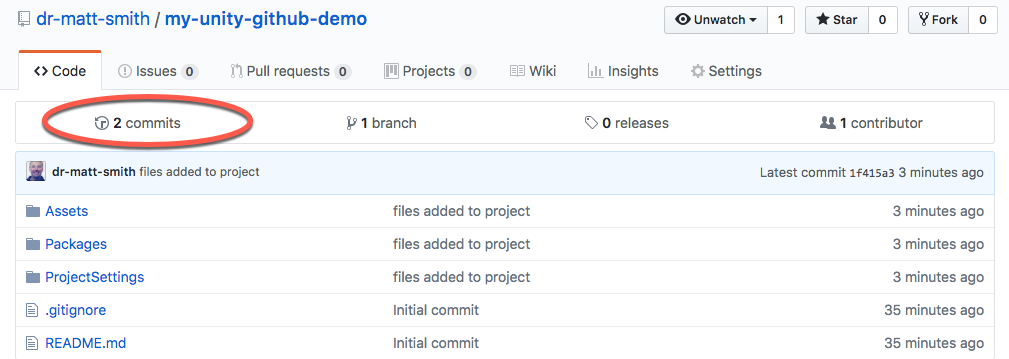 dr-matt-smith / my-unity-github-demo
Unwatch 1 Star 0 Fork 0
Code Issues 0 Pull requests 0 Projects 0 Wiki Insights Settings
2 commits 1 branch 0 releases 1 contributor
dr-matt-smith files added to project Latest commit 1f415a3 3 minutes ago
Assets files added to project 3 minutes ago
Packages files added to project 3 minutes ago
ProjectSettings files added to project 3 minutes ago
.gitignore Initial commit 35 minutes ago
README.md Initial commit 35 minutes ago